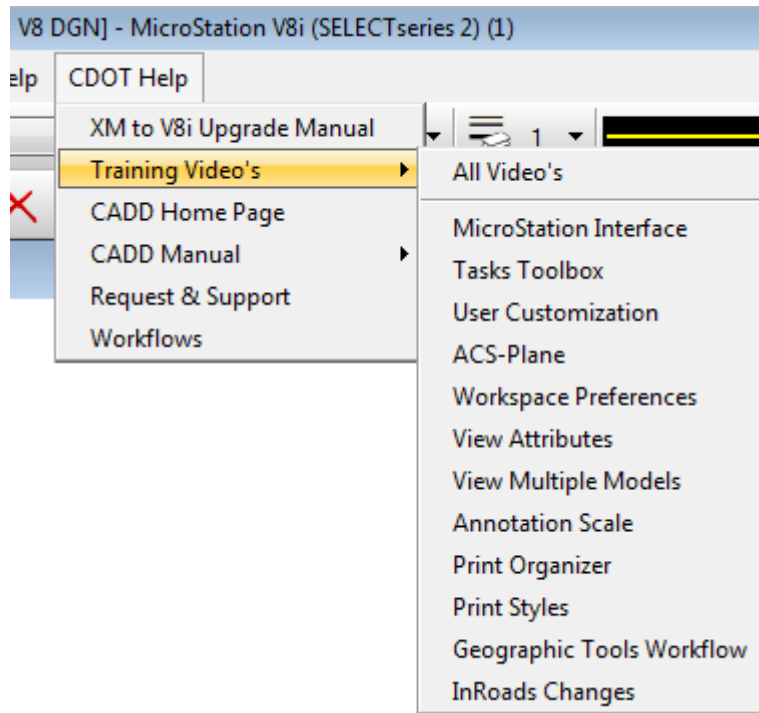 V8 DGN] - MicroStation V8i (SELECTseries 2) (1)
elp CDOT Help
XM to V8i Upgrade Manual
1
Training Video's
All Video's
CADD Home Page
MicroStation Interface
CADD Manual
Tasks Toolbox
Request & Support
User Customization
Workflows
ACS-Plane
Workspace Preferences
View Attributes
View Multiple Models
Annotation Scale
Print Organizer
Print Styles
Geographic Tools Workflow
InRoads Changes